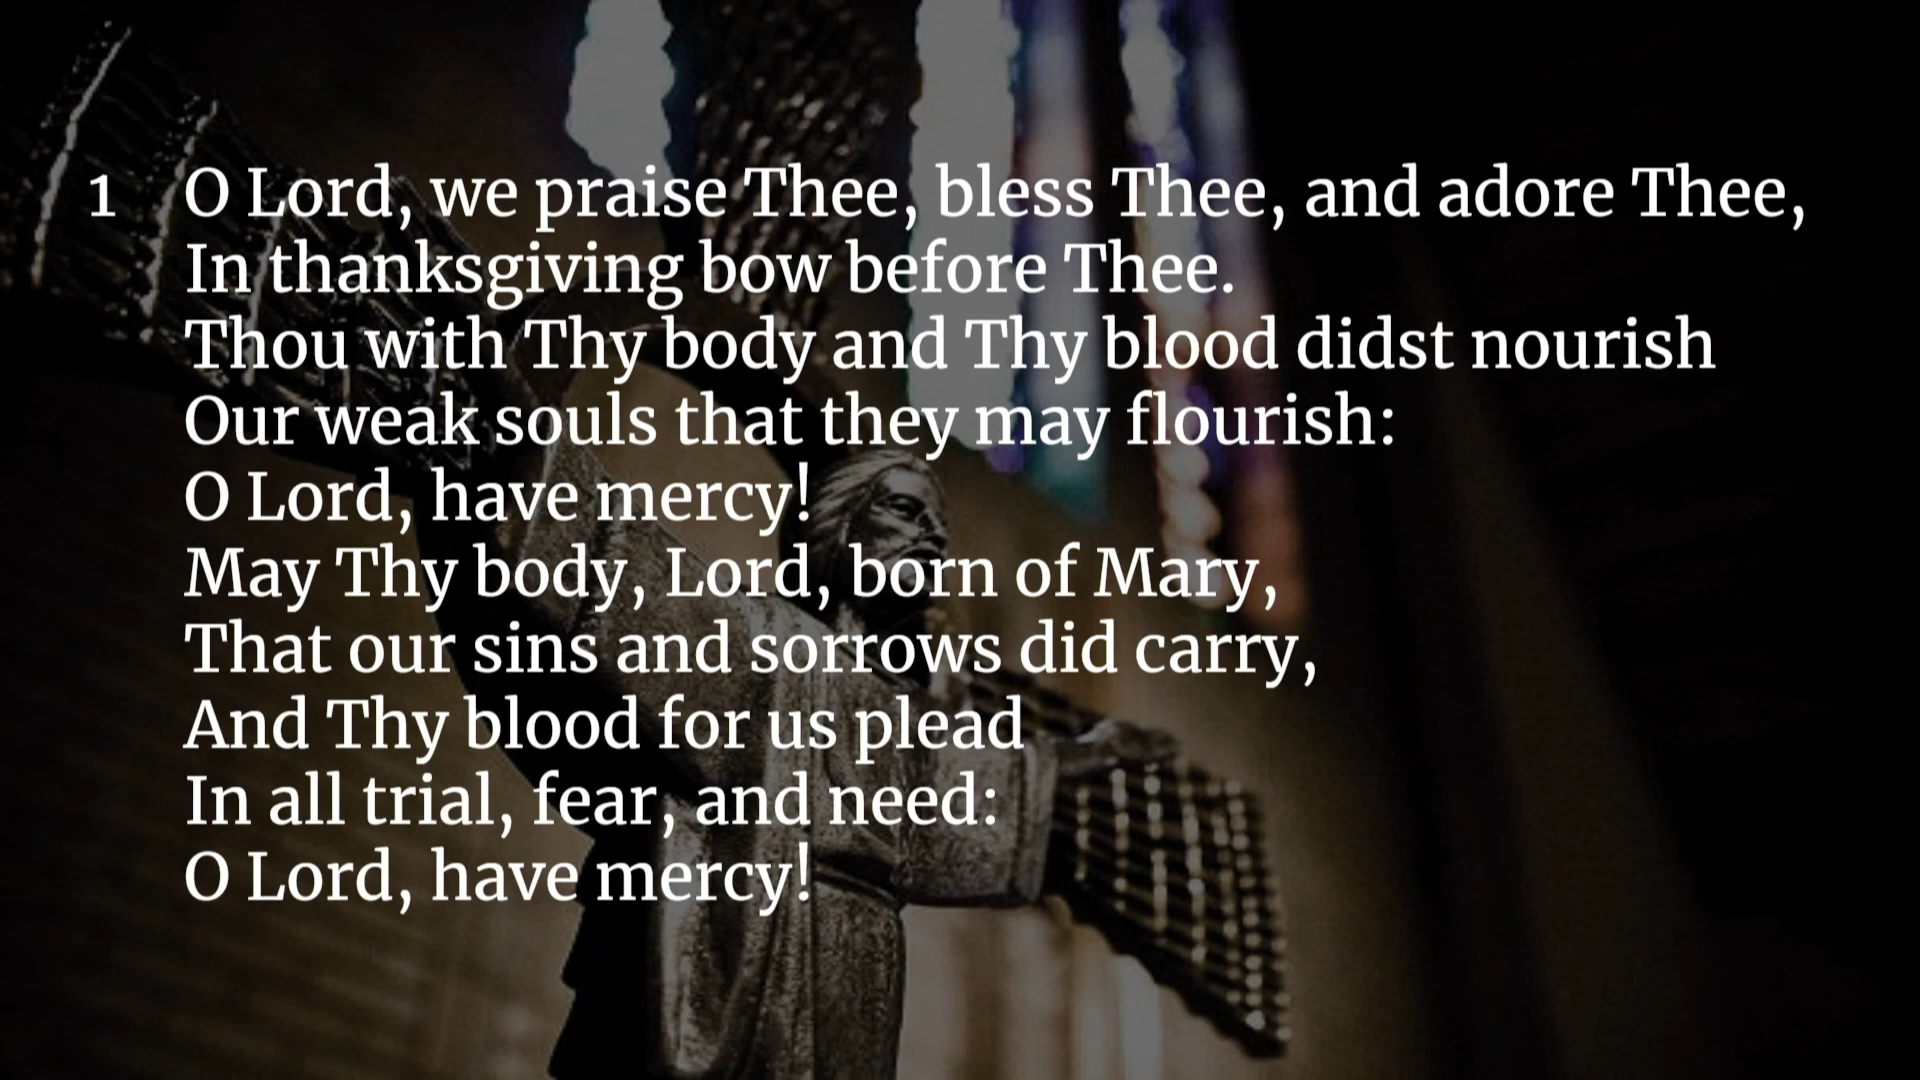 1 O Lord, we praise Thee, bless Thee, and adore Thee,
In thanksgiving bow before Thee.
Thou with Thy body and Thy blood didst nourish
Our weak souls that they may flourish:
O Lord, have mercy!
May Thy body, Lord, born of Mary,
That our sins and sorrows did carry,
And Thy blood for us plead
In all trial, fear, and need:
O Lord, have mercy!